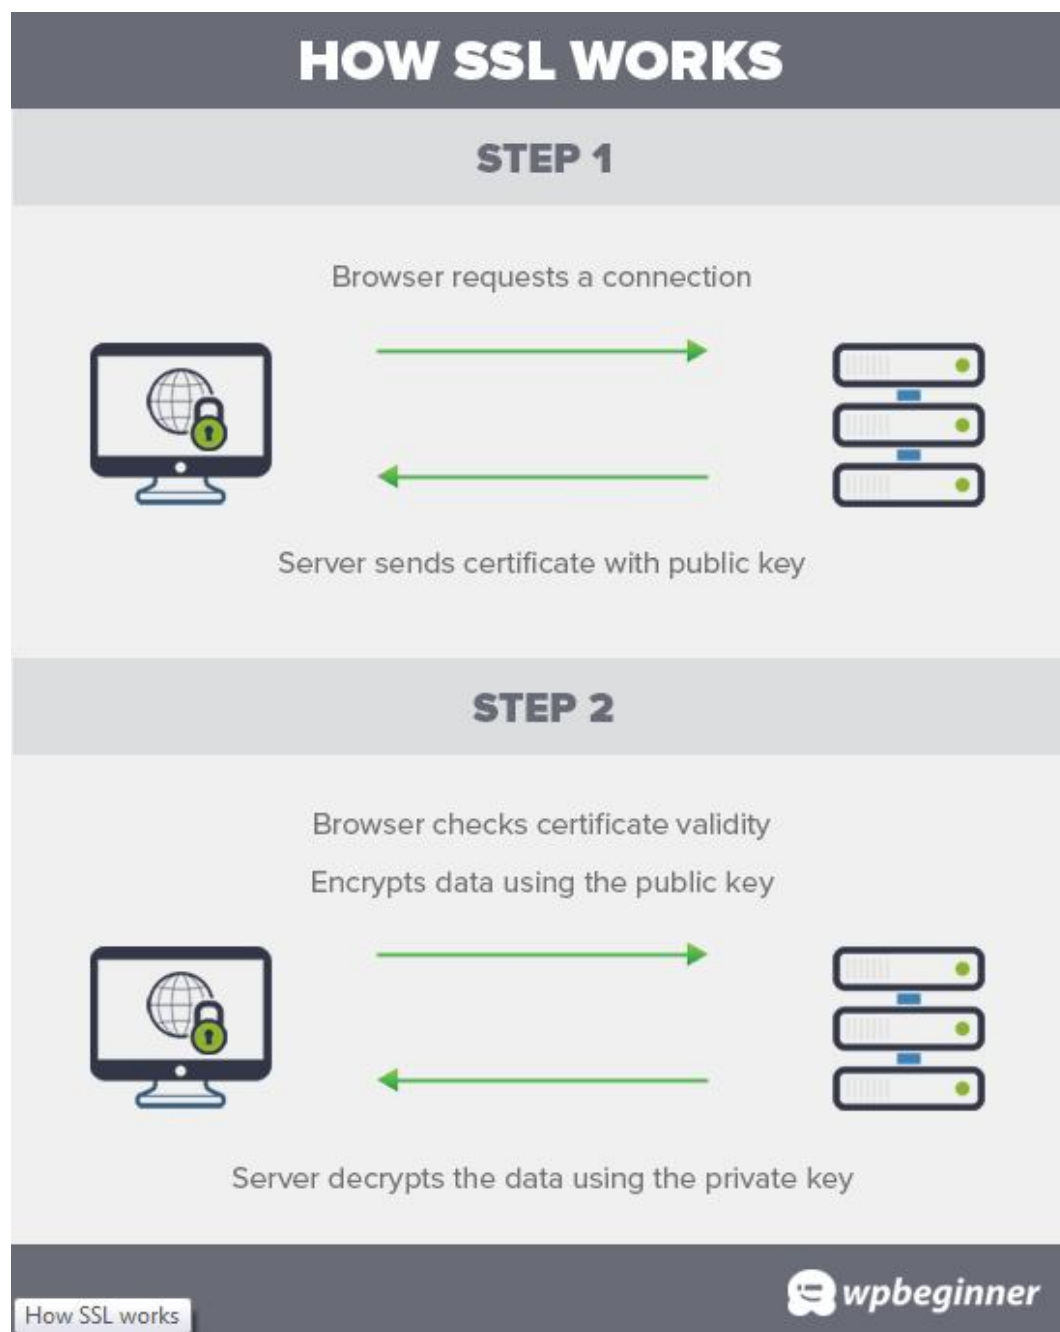 HOW SSL WORKS
STEP 1
Browser requests a connection
Server sends certificate with public key
STEP 2
Browser checks certificate validity
Encrypts data using the public key
Server decrypts the data using the private key
wpbeginner
How SSL works